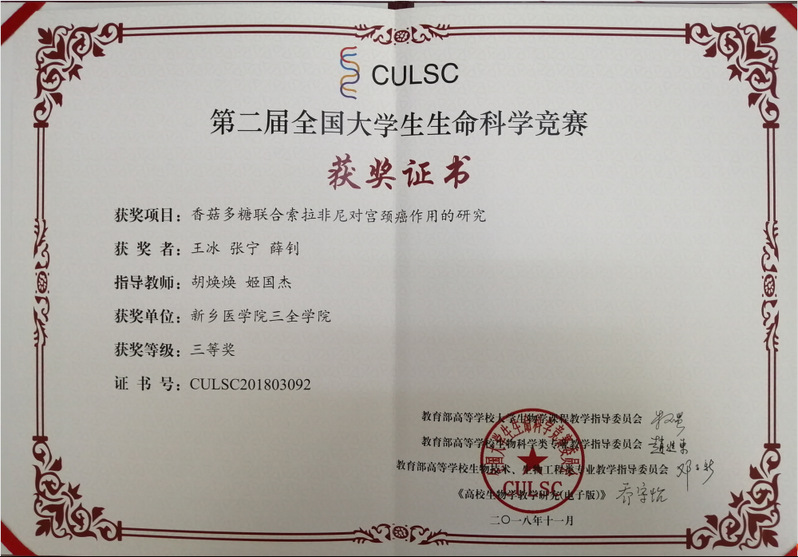 CULSC
第二届全国大学生生命科学竞赛
获奖证书
获奖项目：香菇多糖联合索拉非尼对宫颈癌作用的研究
获 奖 者：王冰 张宁 薛钊
指导教师：胡焕焕 姬国杰
获奖单位：新乡医学院三全学院
获奖等级：三等奖
证 书 号：CULSC201803092
教育部高等学校大学生物学课程教学指导委员会
教育部高等学校生物科学类专业教学指导委员会
教育部高等学校生物技术、生物工程类专业教学指导委员会
《高校生物学教学研究(电子版)》
二〇一八年十一月
CULSC